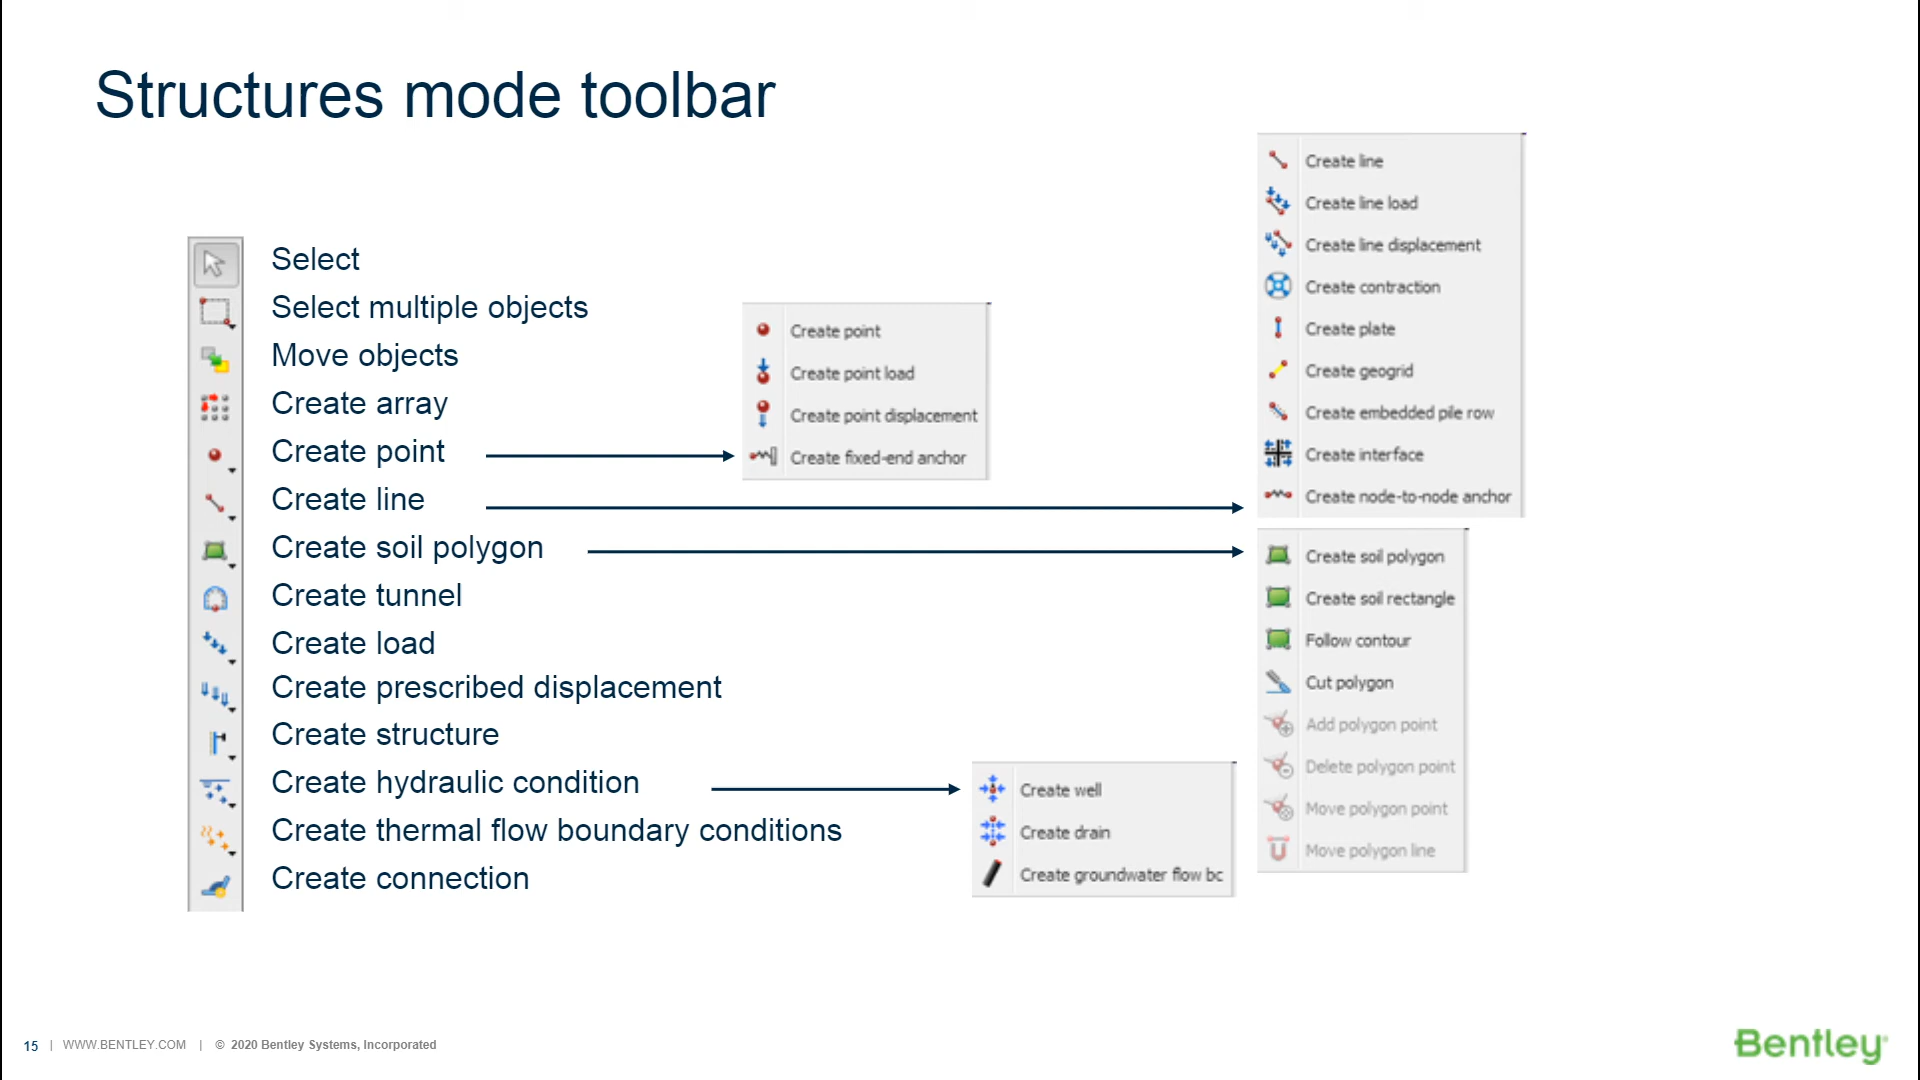 Structures mode toolbar
Select
Select multiple objects
Move objects
Create array
Create point
Create line
Create soil polygon
Create tunnel
Create load
Create prescribed displacement
Create structure
Create hydraulic condition
Create thermal flow boundary conditions
Create connection
Create point
Create point load
Create point displacement
Create fixed-end anchor
Create line
Create line load
Create line displacement
Create contraction
Create plate
Create geogrid
Create embedded pile row
Create interface
Create node-to-node anchor
Create soil polygon
Create soil rectangle
Follow contour
Cut polygon
Add polygon point
Delete polygon point
Move polygon point
Move polygon line
Create well
Create drain
Create groundwater flow bc
15 | WWW.BENTLEY.COM | © 2020 Bentley Systems, Incorporated
Bentley